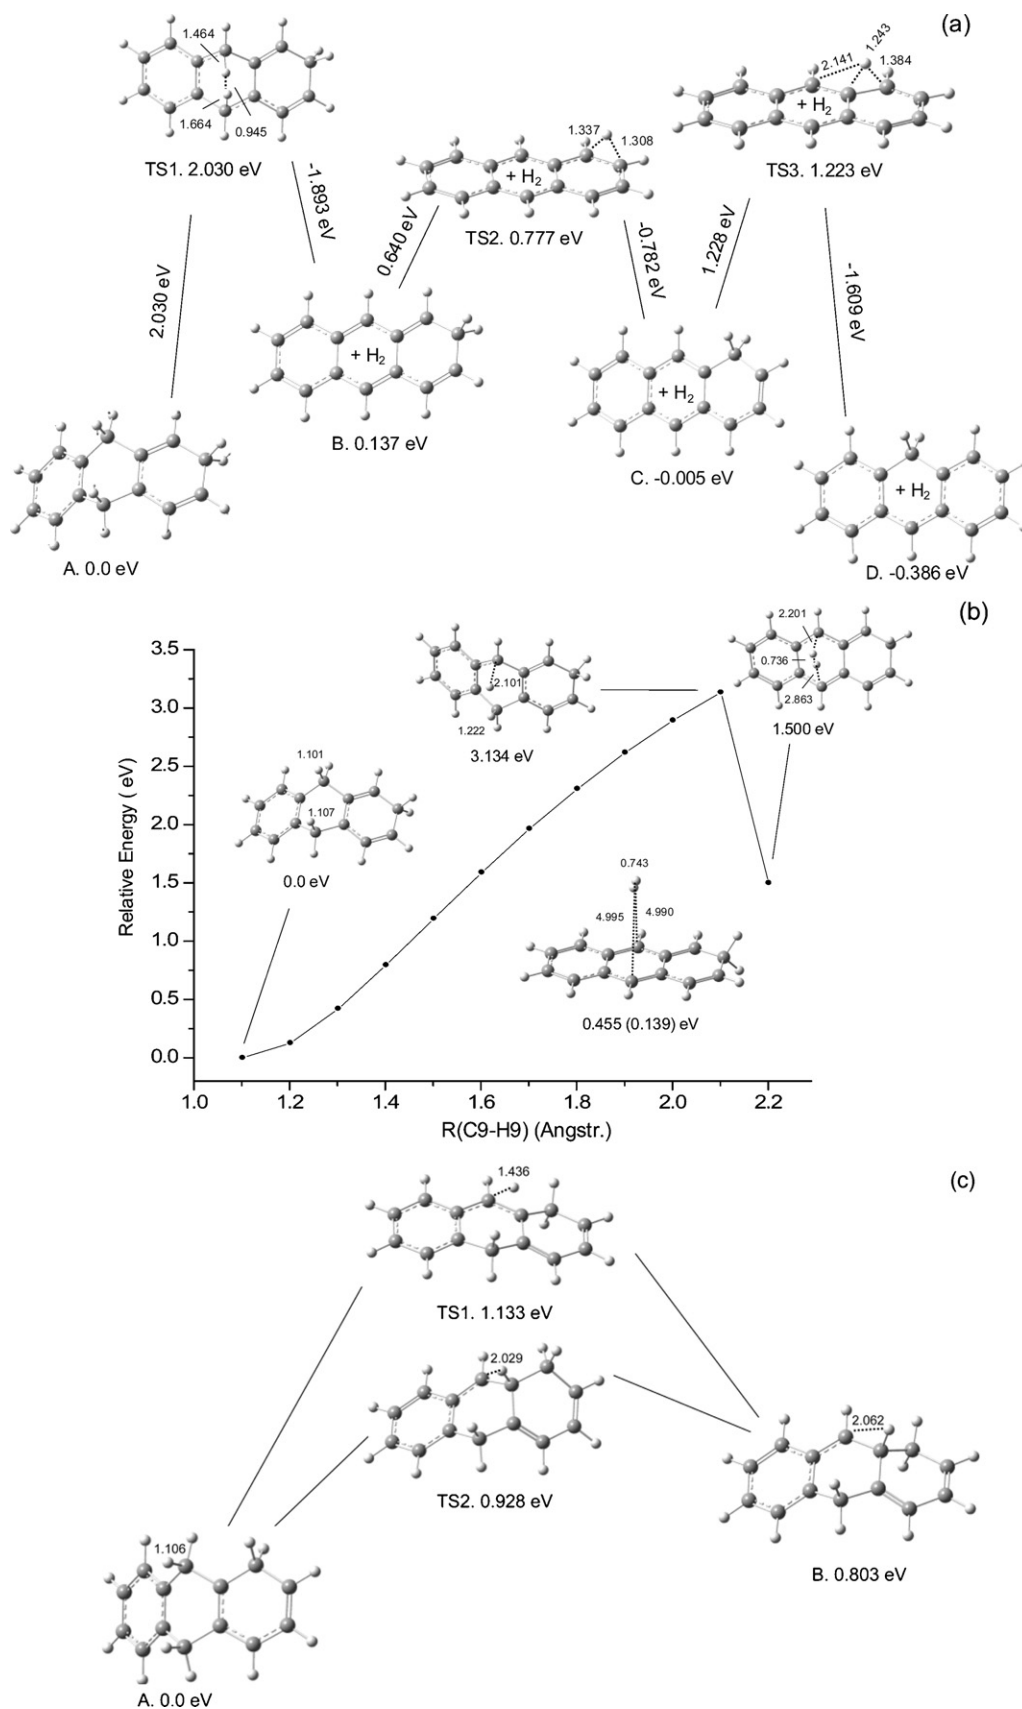 (a)
1.464
1.664
0.945
TS1. 2.030 eV
2.030 eV
-1.893 eV
A. 0.0 eV
+ H2
B. 0.137 eV
0.640 eV
1.337
1.308
+ H2
TS2. 0.777 eV
-0.782 eV
+ H2
C. -0.005 eV
1.228 eV
2.141
1.243
1.384
+ H2
TS3. 1.223 eV
-1.609 eV
+ H2
D. -0.386 eV
(b)
Relative Energy ( eV)
3.5
3.0
2.5
2.0
1.5
1.0
0.5
0.0
1.0 1.2 1.4 1.6 1.8 2.0 2.2
R(C9-H9) (Angstr.)
1.101
1.107
0.0 eV
2.101
1.222
3.134 eV
2.201
0.736
2.863
1.500 eV
0.743
4.995
4.990
0.455 (0.139) eV
(c)
1.436
TS1. 1.133 eV
2.029
TS2. 0.928 eV
1.106
A. 0.0 eV
2.062
B. 0.803 eV